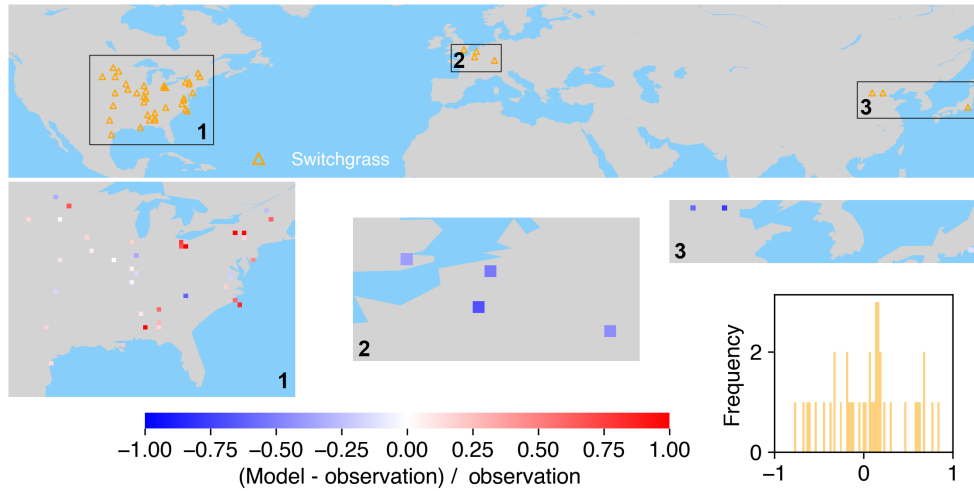 2
3
1
Switchgrass
3
2
1
−1.00 −0.75 −0.50 −0.25 0.00 0.25 0.50 0.75 1.00
(Model - observation) / observation
Frequency
2
0
−1 0 1